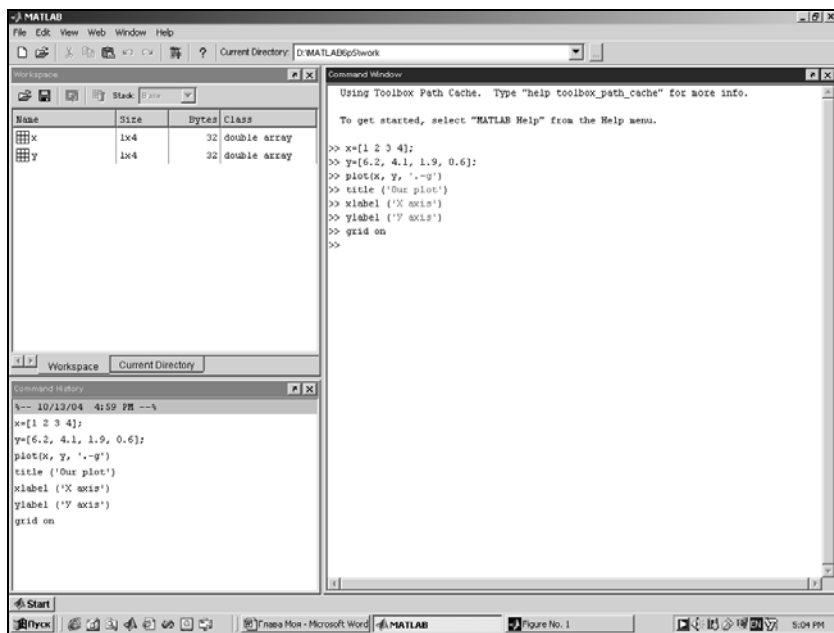 MATLAB
File Edit View Web Window Help
? Current Directory: D:\MATLAB6p5\work
Workspace
Stack: Base
Name Size Bytes Class
x 1x4 32 double array
y 1x4 32 double array
Workspace Current Directory
Command History
%-- 10/13/04 4:59 PM --%
x=[1 2 3 4];
y=[6.2, 4.1, 1.9, 0.6];
plot(x, y, '.-g')
title ('Our plot')
xlabel ('X axis')
ylabel ('Y axis')
grid on
Command Window
Using Toolbox Path Cache. Type "help toolbox_path_cache" for more info.
To get started, select "MATLAB Help" from the Help menu.
>> x=[1 2 3 4];
>> y=[6.2, 4.1, 1.9, 0.6];
>> plot(x, y, '.-g')
>> title ('Our plot')
>> xlabel ('X axis')
>> ylabel ('Y axis')
>> grid on
>>
Start
Пуск Глава Моя - Microsoft Word MATLAB Figure No. 1 EN 5:04 PM